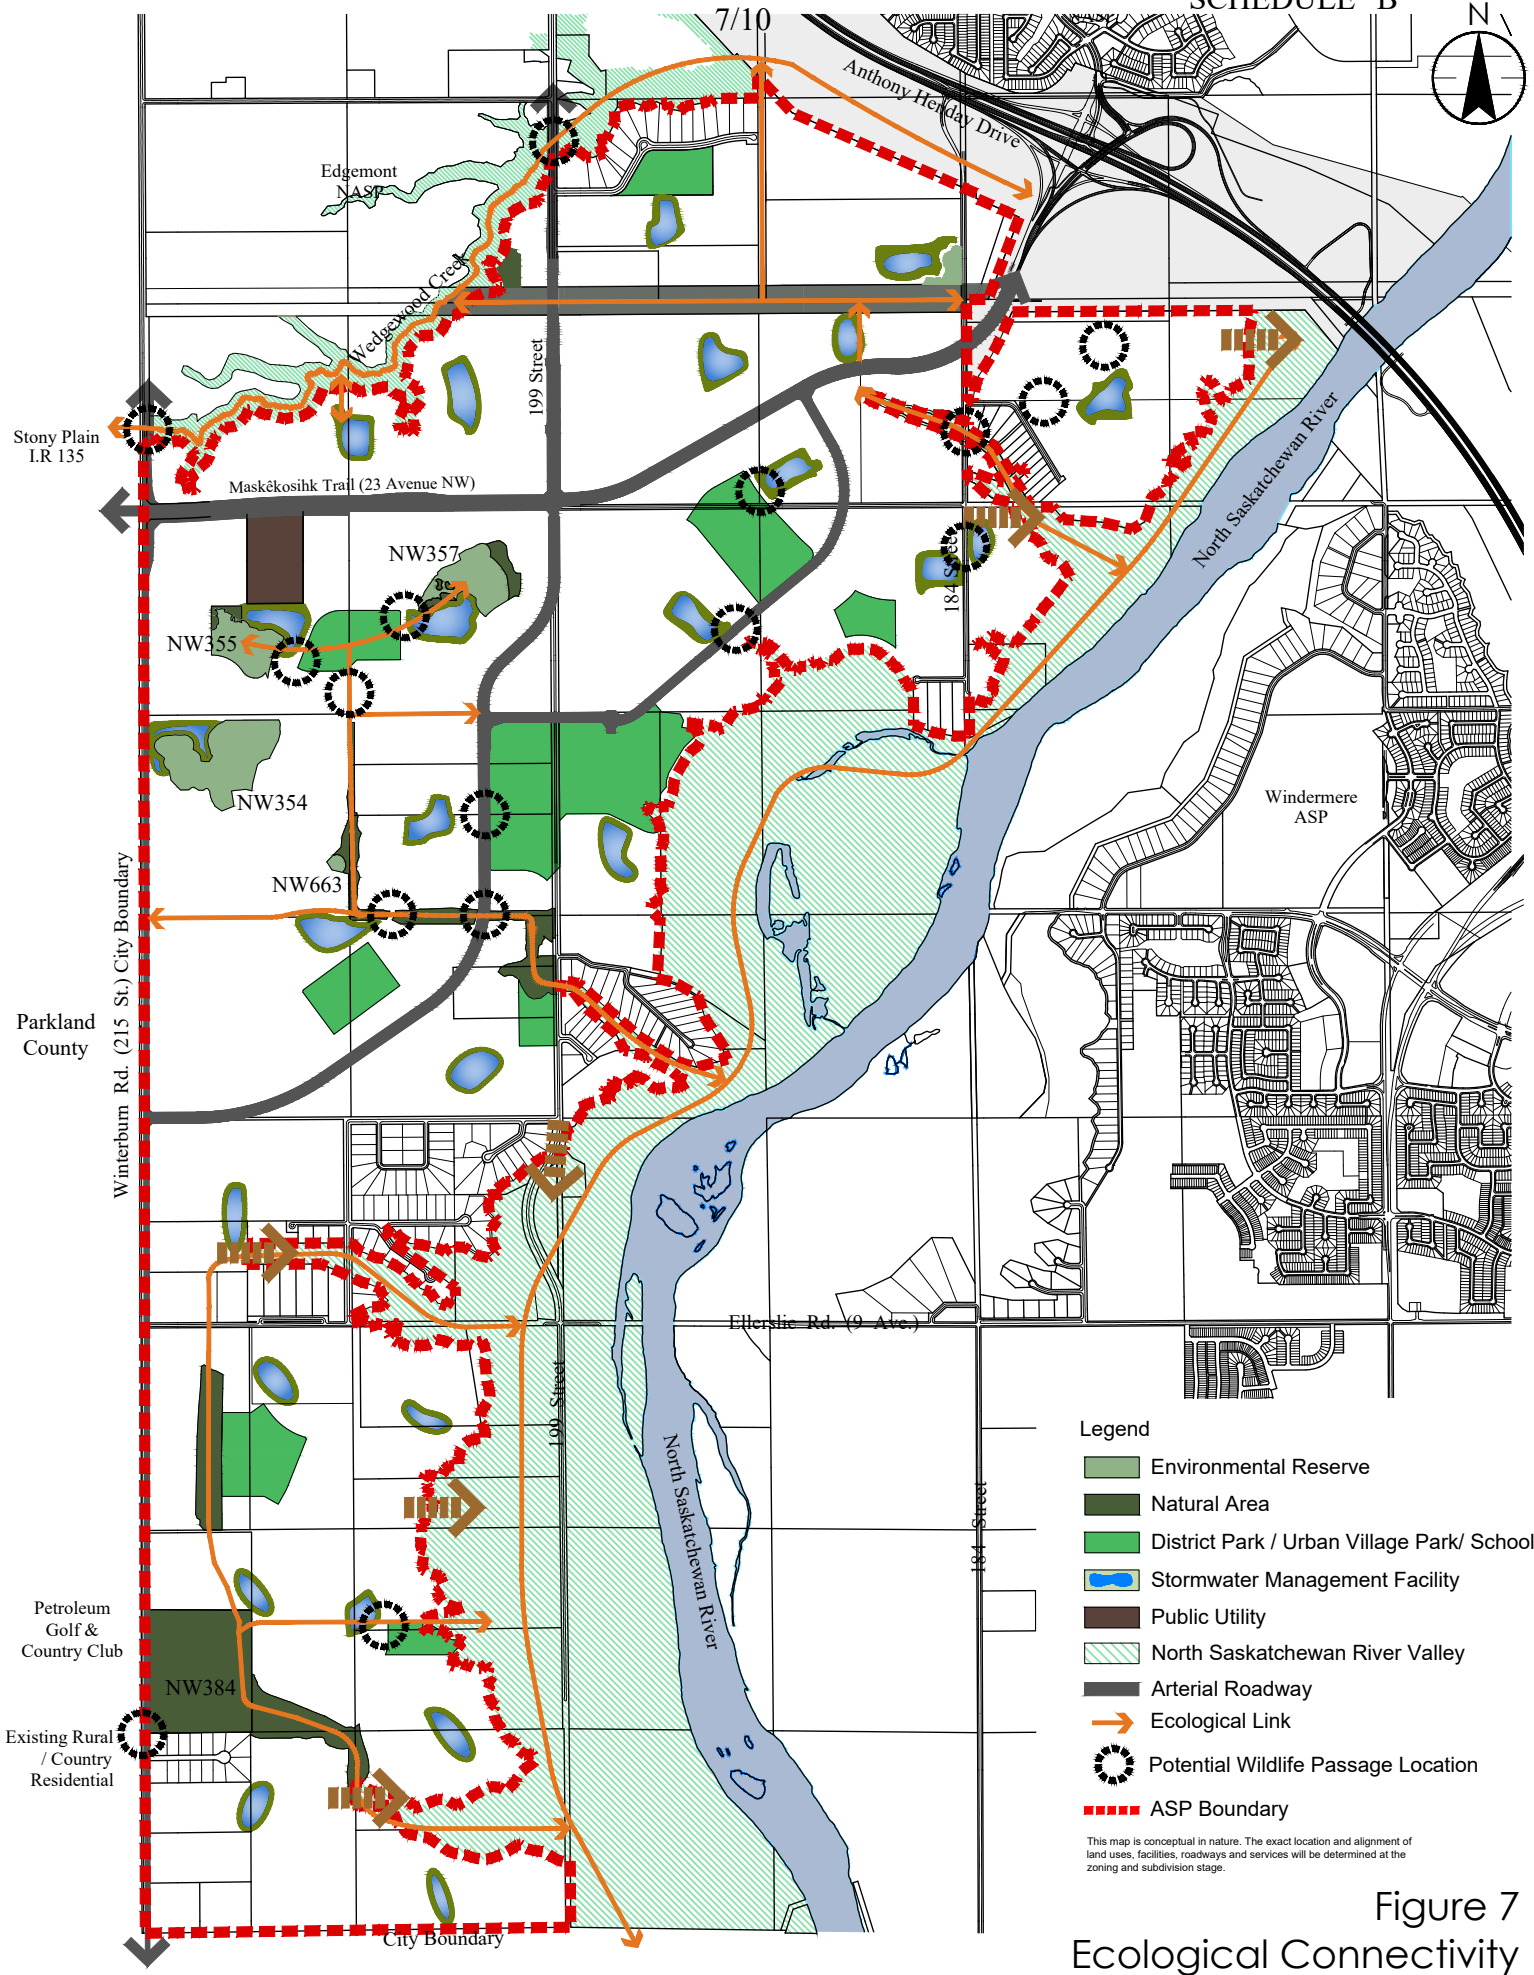 SCHEDULE "B"
7/10
N
Anthony Henday Drive
Edgemont
NASP
Wedgewood Creek
199 Street
Stony Plain
I.R 135
Maskêkosihk Trail (23 Avenue NW)
North Saskatchewan River
NW357
184 Street
NW355
NW354
Windermere
ASP
NW663
Winterburn Rd. (215 St.) City Boundary
Parkland
County
Ellerslie Rd. (9 Ave.)
199 Street
North Saskatchewan River
184 Street
Petroleum
Golf &
Country Club
NW384
Existing Rural
/ Country
Residential
City Boundary
Legend
Environmental Reserve
Natural Area
District Park / Urban Village Park/ School
Stormwater Management Facility
Public Utility
North Saskatchewan River Valley
Arterial Roadway
Ecological Link
Potential Wildlife Passage Location
ASP Boundary
This map is conceptual in nature. The exact location and alignment of
land uses, facilities, roadways and services will be determined at the
zoning and subdivision stage.
Figure 7
Ecological Connectivity